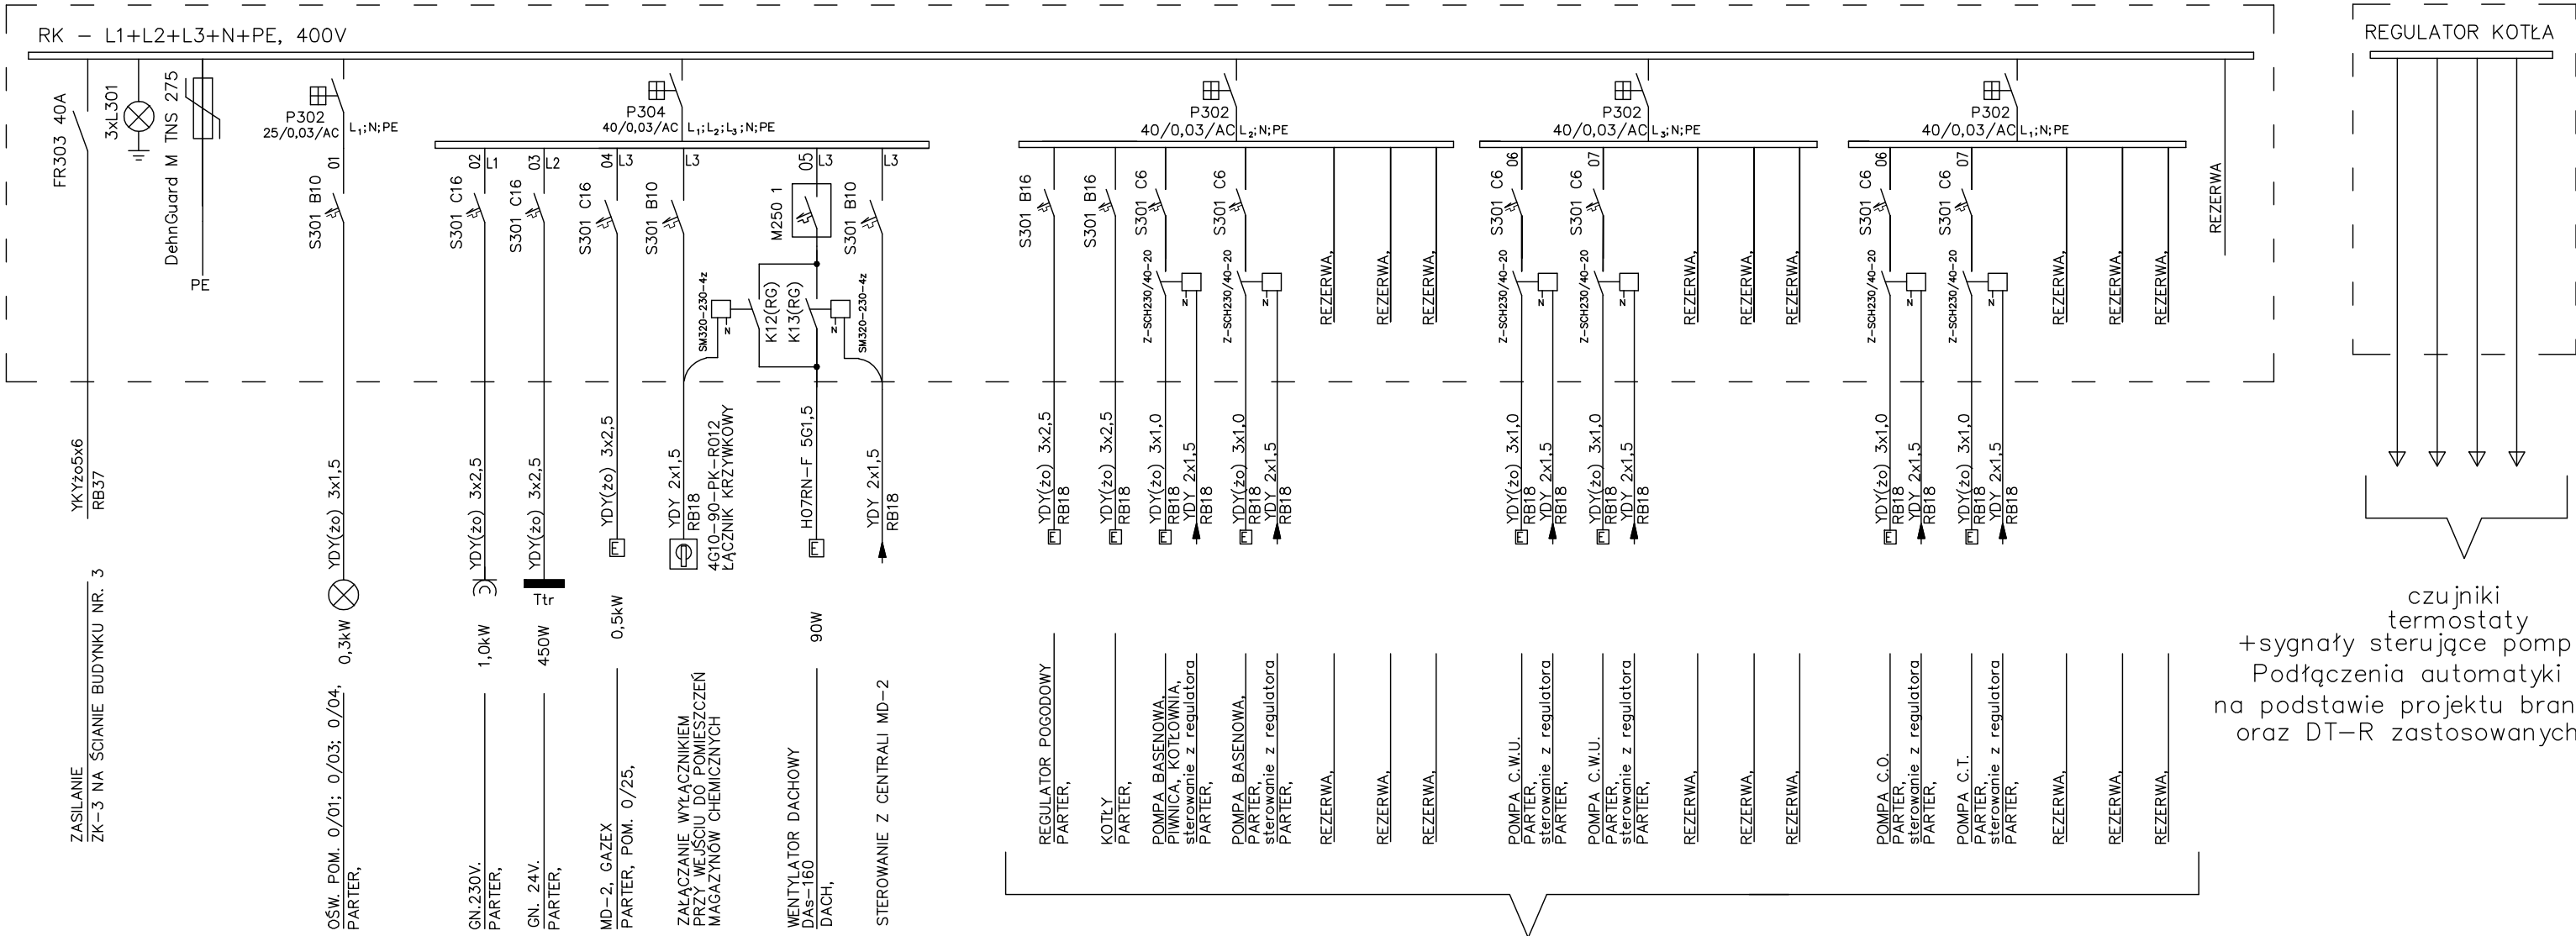 RK – L1+L2+L3+N+PE, 400V
REGULATOR KOTŁA
FR303 40A
3xL301
DehnGuard M TNS 275
PE
P302
25/0,03/AC
L1;N;PE
P304
40/0,03/AC
L1;L2;L3;N;PE
P302
40/0,03/AC
L2;N;PE
P302
40/0,03/AC
L3;N;PE
P302
40/0,03/AC
L1;N;PE
01
S301 B10
02
L1
S301 C16
03
L2
S301 C16
04
L3
S301 C16
L3
S301 B10
05
L3
M250 1
L3
S301 B10
SM320-230-4z
N
K12(RG)
K13(RG)
N
SM320-230-4z
S301 B16
S301 B16
S301 C6
Z-SCH230/40-20
N
S301 C6
Z-SCH230/40-20
N
REZERWA,
REZERWA,
REZERWA,
06
S301 C6
Z-SCH230/40-20
N
07
S301 C6
Z-SCH230/40-20
N
REZERWA,
REZERWA,
REZERWA,
06
S301 C6
Z-SCH230/40-20
N
07
S301 C6
Z-SCH230/40-20
N
REZERWA,
REZERWA,
REZERWA,
REZERWA
YKYżo5x6
RB37
YDY(żo) 3x1,5
YDY(żo) 3x2,5
YDY(żo) 3x2,5
YDY(żo) 3x2,5
YDY 2x1,5
RB18
4G10-90-PK-R012
ŁĄCZNIK KRZYWKOWY
H07RN-F 5G1,5
YDY 2x1,5
RB18
YDY(żo) 3x2,5
RB18
YDY(żo) 3x2,5
RB18
YDY(żo) 3x1,0
RB18
YDY 2x1,5
RB18
YDY(żo) 3x1,0
RB18
YDY 2x1,5
RB18
YDY(żo) 3x1,0
RB18
YDY 2x1,5
RB18
YDY(żo) 3x1,0
RB18
YDY 2x1,5
RB18
YDY(żo) 3x1,0
RB18
YDY 2x1,5
RB18
YDY(żo) 3x1,0
RB18
YDY 2x1,5
RB18
E
E
E
E
E
E
E
E
E
E
Ttr
0,3kW
1,0kW
450W
0,5kW
90W
ZASILANIE
ZK-3 NA ŚCIANIE BUDYNKU NR. 3
OŚW. POM. 0/01; 0/03; 0/04,
PARTER,
GN.230V.
PARTER,
GN. 24V.
PARTER,
MD-2, GAZEX
PARTER, POM. 0/25,
ZAŁĄCZANIE WYŁĄCZNIKIEM
PRZY WEJŚCIU DO POMIESZCZEŃ
MAGAZYNÓW CHEMICZNYCH
WENTYLATOR DACHOWY
DAs-160
DACH,
STEROWANIE Z CENTRALI MD-2
REGULATOR POGODOWY
PARTER,
KOTŁY
PARTER,
POMPA BASENOWA,
PIWNICA, KOTŁOWNIA,
sterowanie z regulatora
PARTER,
POMPA BASENOWA,
PARTER,
sterowanie z regulatora
PARTER,
REZERWA,
REZERWA,
REZERWA,
POMPA C.W.U.
PARTER,
sterowanie z regulatora
PARTER,
POMPA C.W.U.
PARTER,
sterowanie z regulatora
PARTER,
REZERWA,
REZERWA,
REZERWA,
POMPA C.O.
PARTER,
sterowanie z regulatora
PARTER,
POMPA C.T.
PARTER,
sterowanie z regulatora
PARTER,
REZERWA,
REZERWA,
REZERWA,
czujniki
termostaty
+sygnały sterujące pomp
Podłączenia automatyki
na podstawie projektu bran
oraz DT-R zastosowanych